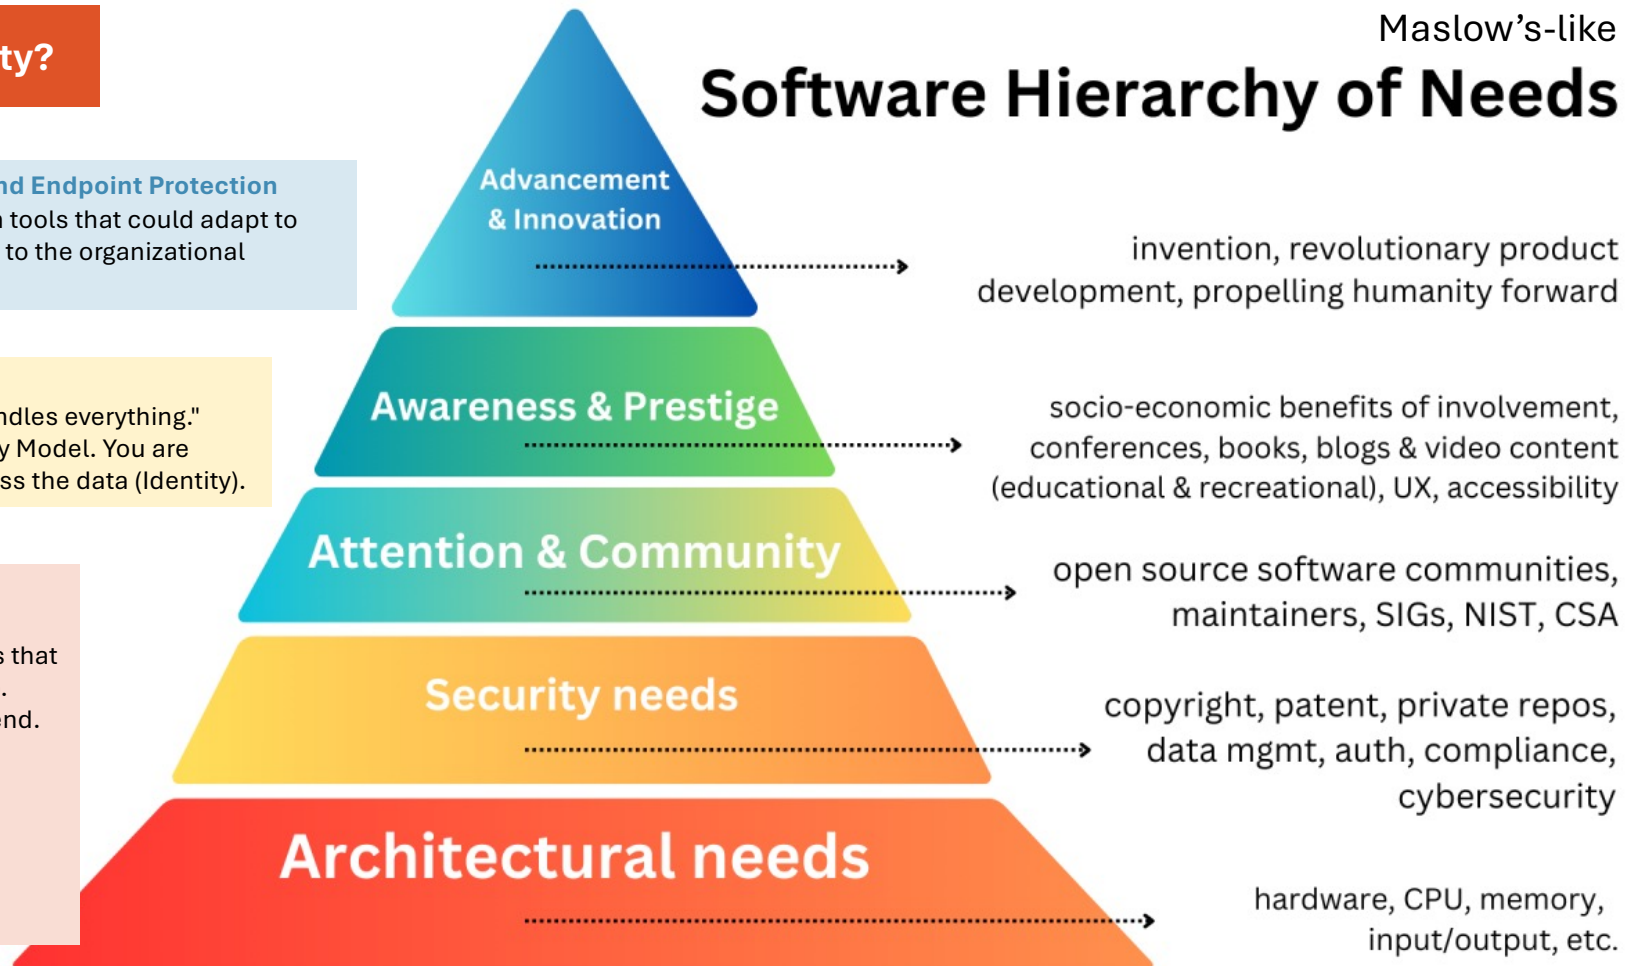 ty?
nd Endpoint Protection
tools that could adapt to
to the organizational
ndles everything."
y Model. You are
ss the data (Identity).
s that
.
end.
Maslow's-like
Software Hierarchy of Needs
Advancement
& Innovation
invention, revolutionary product
development, propelling humanity forward
Awareness & Prestige
socio-economic benefits of involvement,
conferences, books, blogs & video content
(educational & recreational), UX, accessibility
Attention & Community
open source software communities,
maintainers, SIGs, NIST, CSA
Security needs
copyright, patent, private repos,
data mgmt, auth, compliance,
cybersecurity
Architectural needs
hardware, CPU, memory,
input/output, etc.